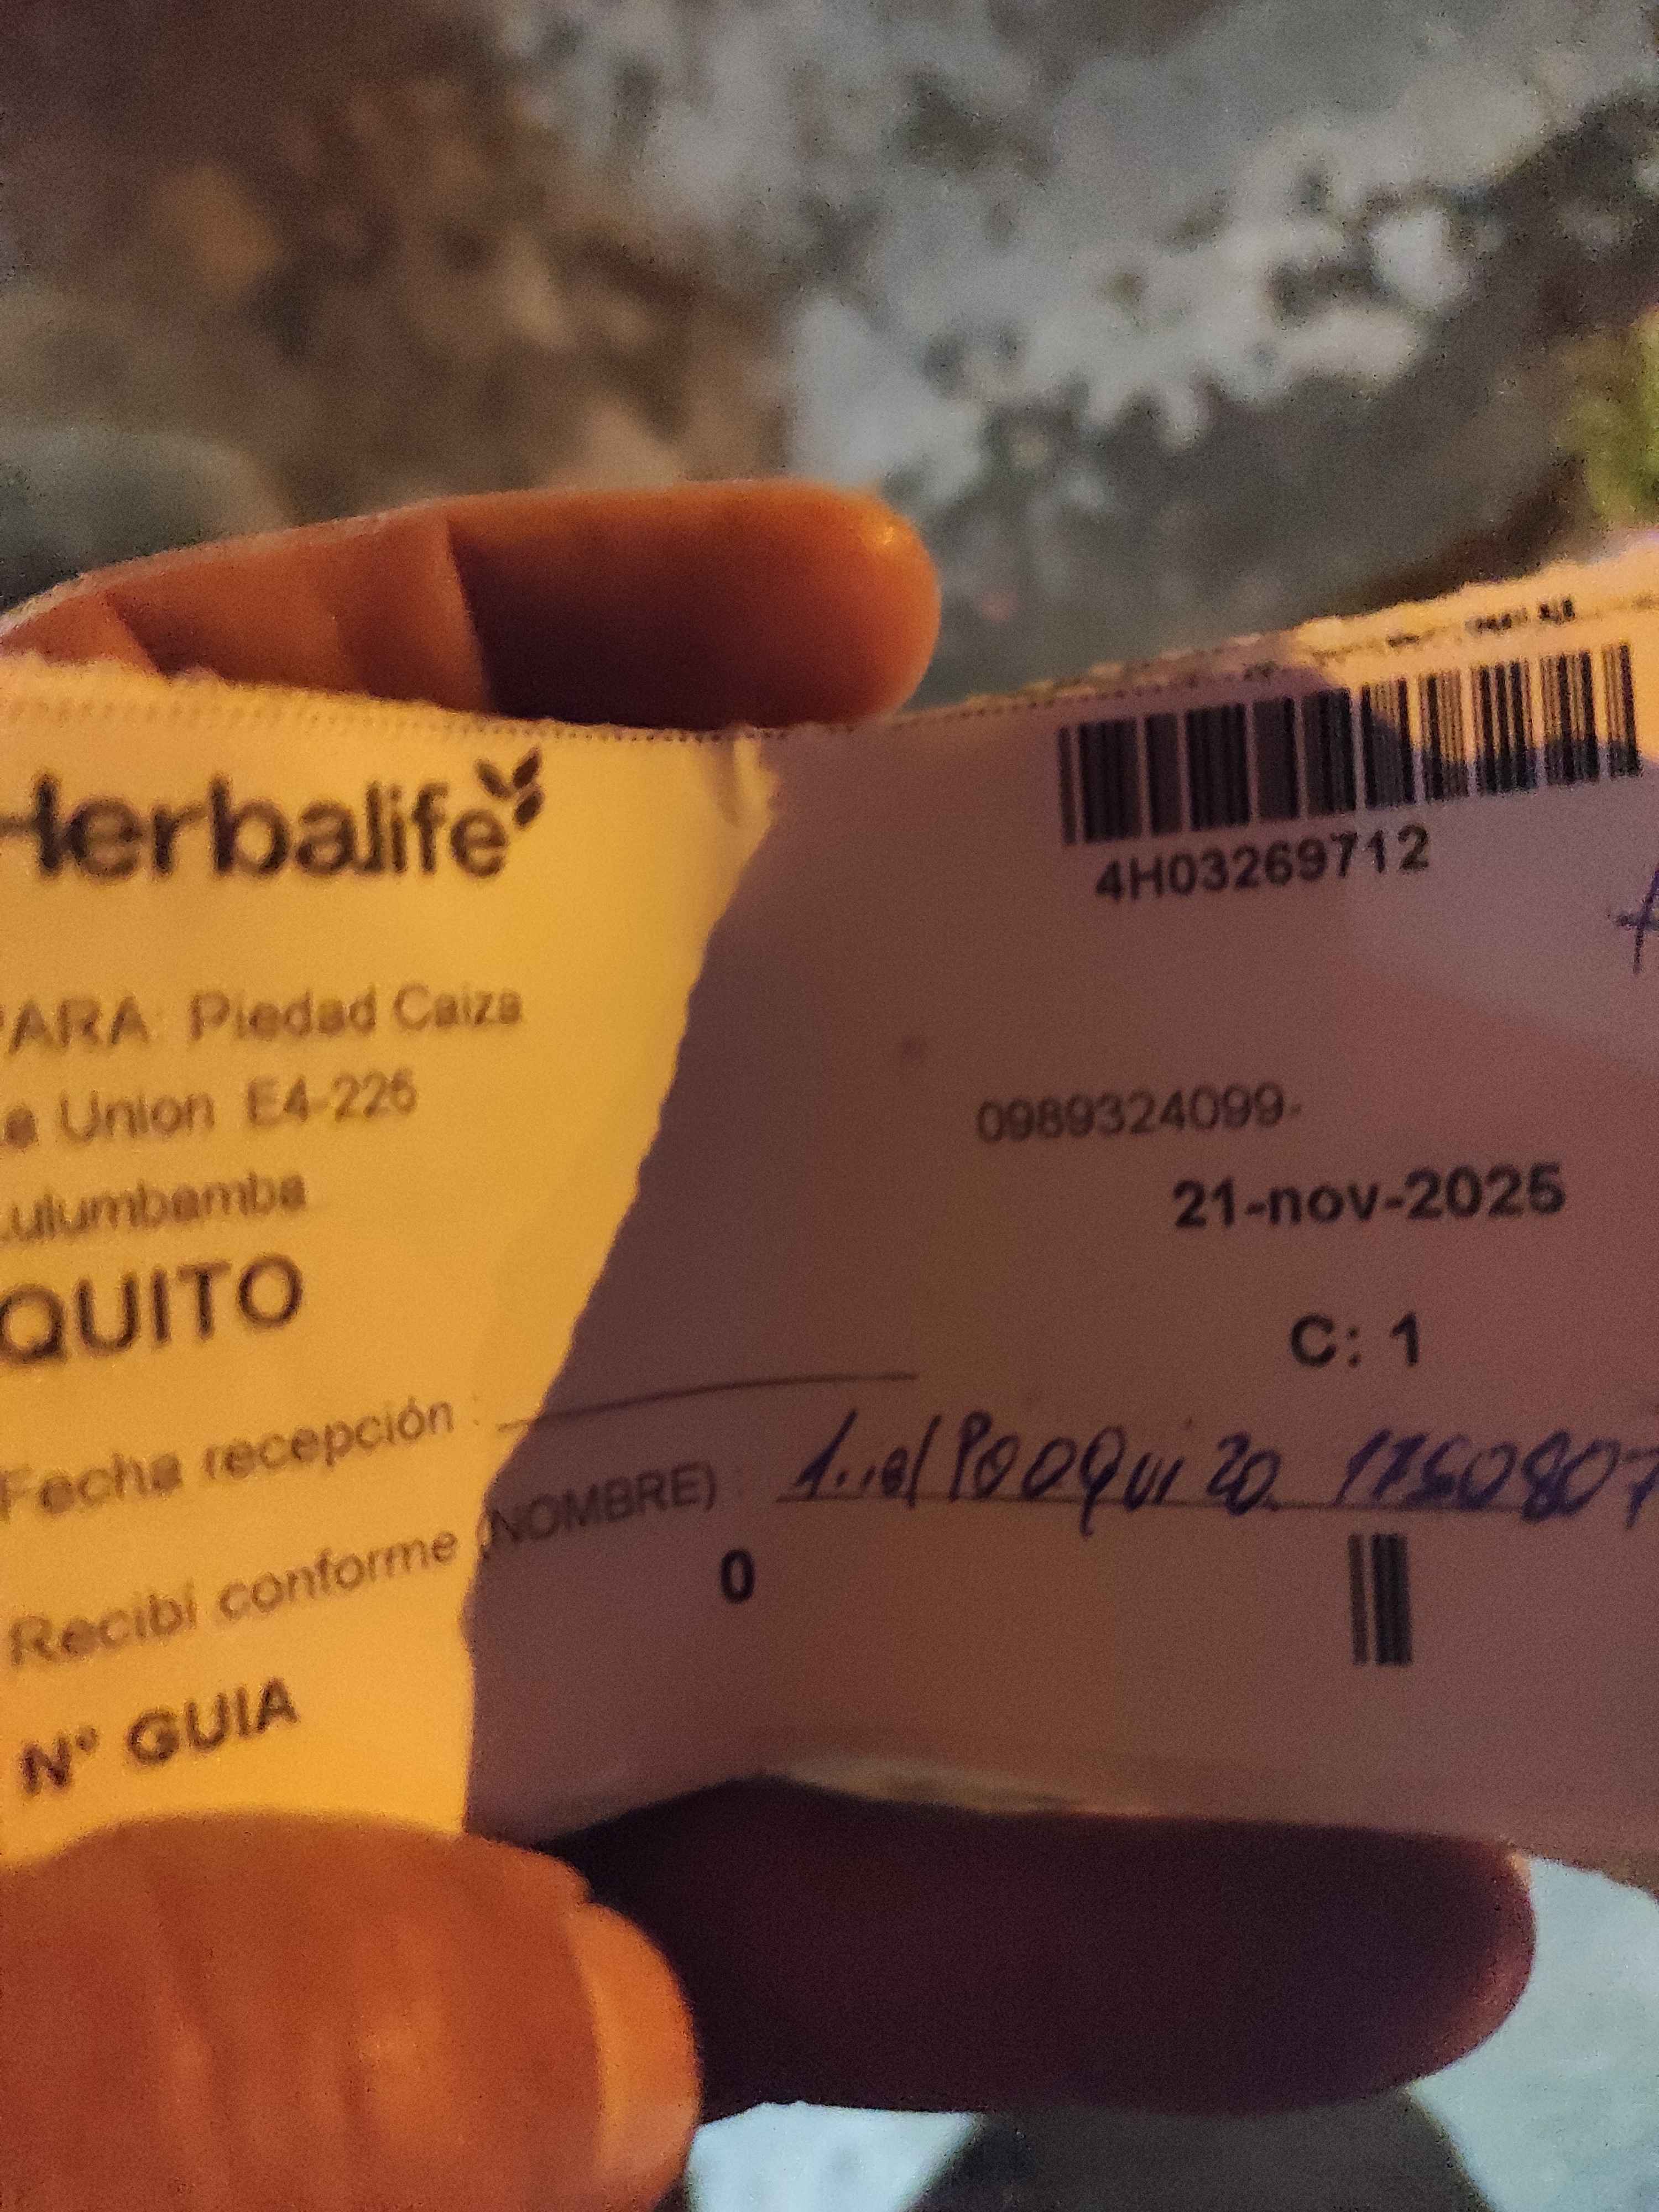 Herbalife
4H03269712
PARA: Piedad Caiza
La Union E4-226
0989324099-
Lulumbamba
21-nov-2025
QUITO
C: 1
Fecha recepción :
Recibí conforme (NOMBRE) :
0
N° GUIA